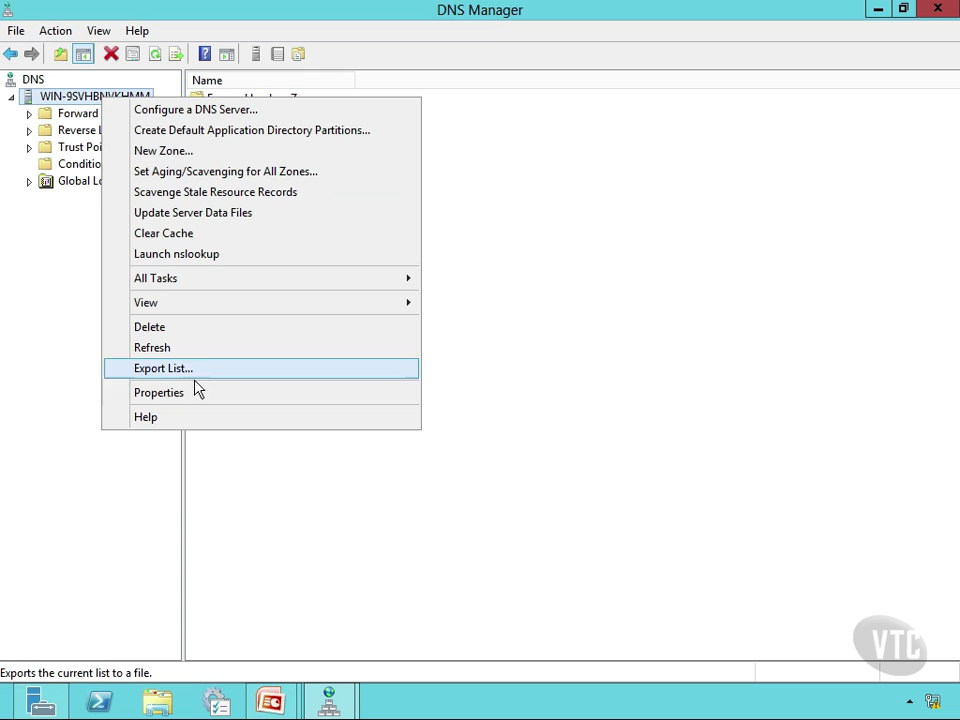 DNS Manager
File Action View Help
DNS
Name
WIN-9SVHBNVKHMM
Forward
Configure a DNS Server...
Reverse
Create Default Application Directory Partitions...
Trust Poi
New Zone...
Conditio
Set Aging/Scavenging for All Zones...
Global Lo
Scavenge Stale Resource Records
Update Server Data Files
Clear Cache
Launch nslookup
All Tasks
View
Delete
Refresh
Export List...
Properties
Help
VTC
Exports the current list to a file.